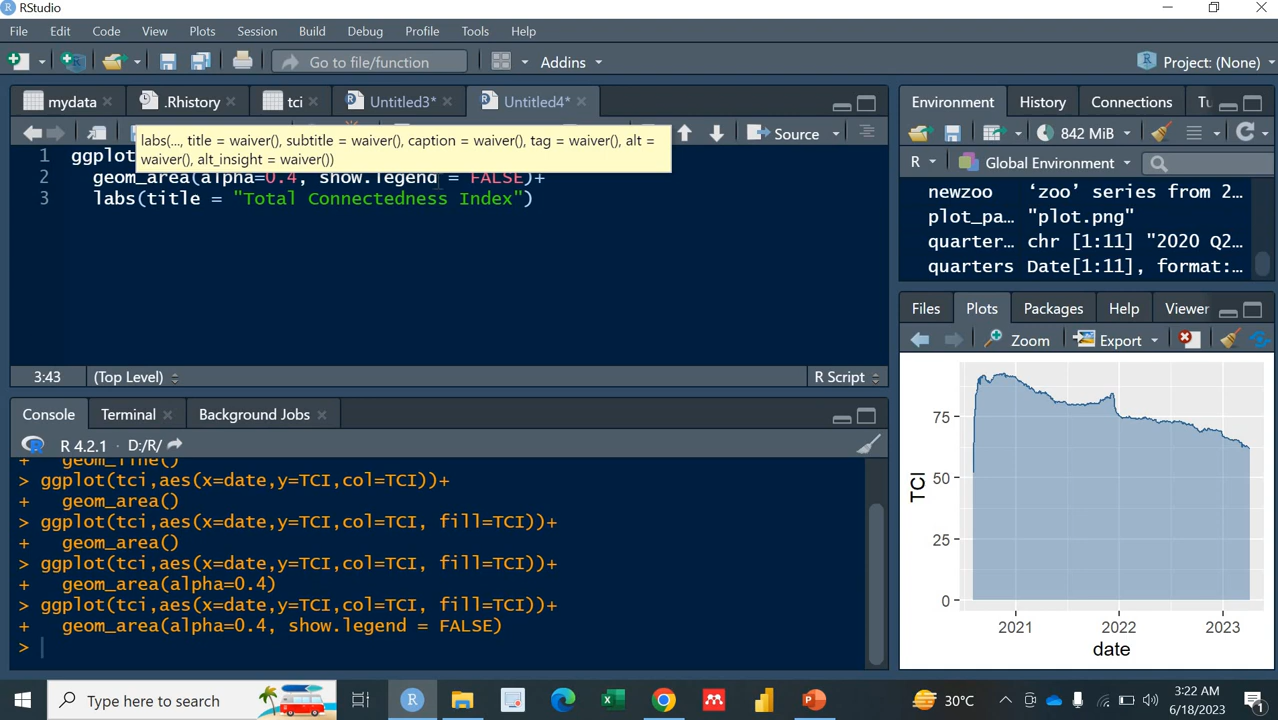 RStudio
File Edit Code View Plots Session Build Debug Profile Tools Help
Go to file/function Addins Project: (None)
mydata .Rhistory tci Untitled3* Untitled4*
Source
labs(..., title = waiver(), subtitle = waiver(), caption = waiver(), tag = waiver(), alt =
waiver(), alt_insight = waiver())
1 ggplot
2 geom_area(alpha=0.4, show.legend = FALSE)+
3 labs(title = "Total Connectedness Index")
3:43 (Top Level) R Script
Console Terminal Background Jobs
R 4.2.1 · D:/R/
+ geom_line()
> ggplot(tci,aes(x=date,y=TCI,col=TCI))+
+ geom_area()
> ggplot(tci,aes(x=date,y=TCI,col=TCI, fill=TCI))+
+ geom_area()
> ggplot(tci,aes(x=date,y=TCI,col=TCI, fill=TCI))+
+ geom_area(alpha=0.4)
> ggplot(tci,aes(x=date,y=TCI,col=TCI, fill=TCI))+
+ geom_area(alpha=0.4, show.legend = FALSE)
>
Environment History Connections Tu
842 MiB
R Global Environment
newzoo ‘zoo’ series from 2…
plot_pa… "plot.png"
quarter… chr [1:11] "2020 Q2…
quarters Date[1:11], format:…
Files Plots Packages Help Viewer
Zoom Export
75
50
25
0
TCI
2021 2022 2023
date
Type here to search
30°C
3:22 AM
6/18/2023
1